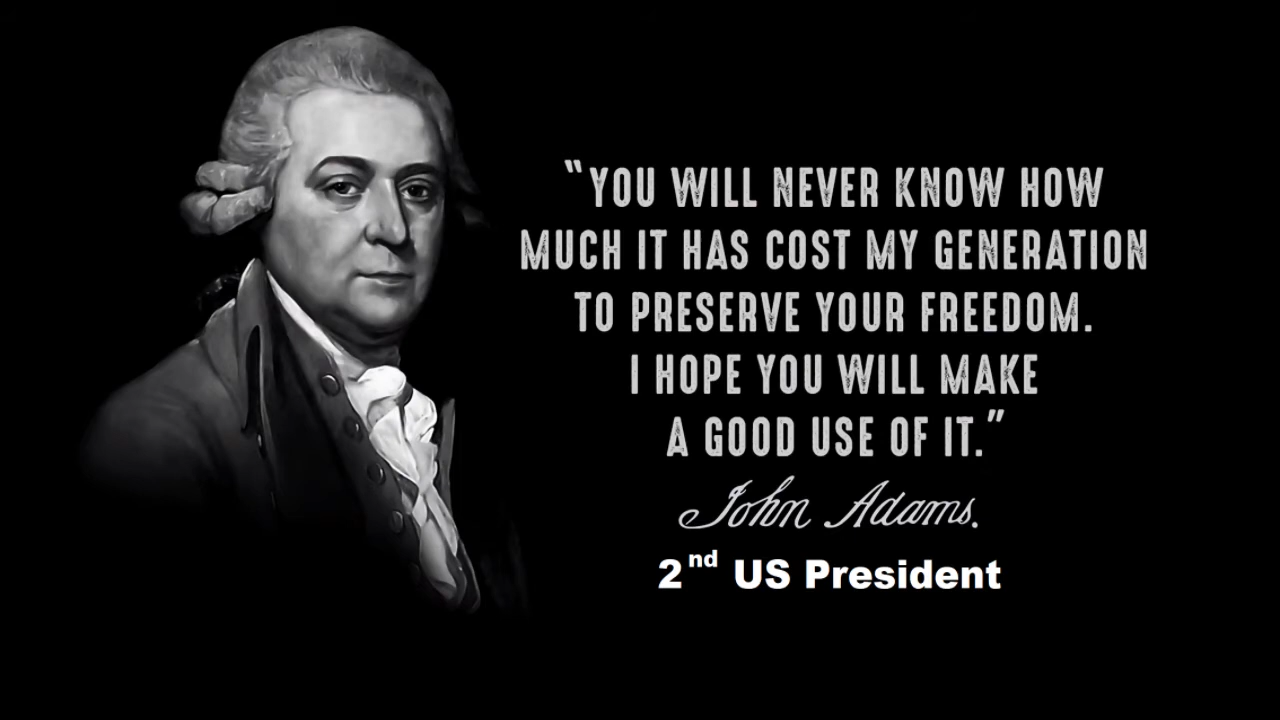 “YOU WILL NEVER KNOW HOW
MUCH IT HAS COST MY GENERATION
TO PRESERVE YOUR FREEDOM.
I HOPE YOU WILL MAKE
A GOOD USE OF IT.”
John Adams.
2nd US President